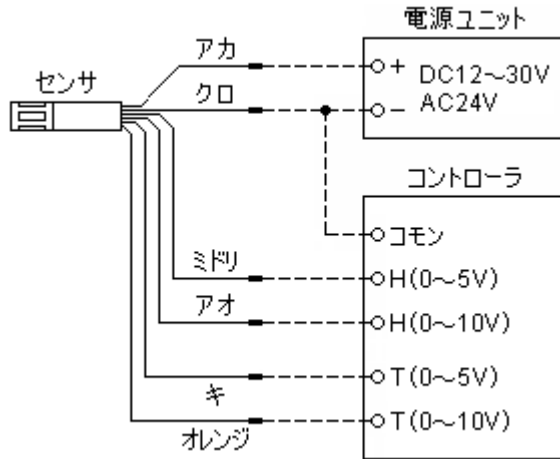 電源ユニット
アカ
+
DC12～30V
センサ
クロ
−
AC24V
コントローラ
コモン
ミドリ
H(0～5V)
アオ
H(0～10V)
T(0～5V)
キ
T(0～10V)
オレンジ